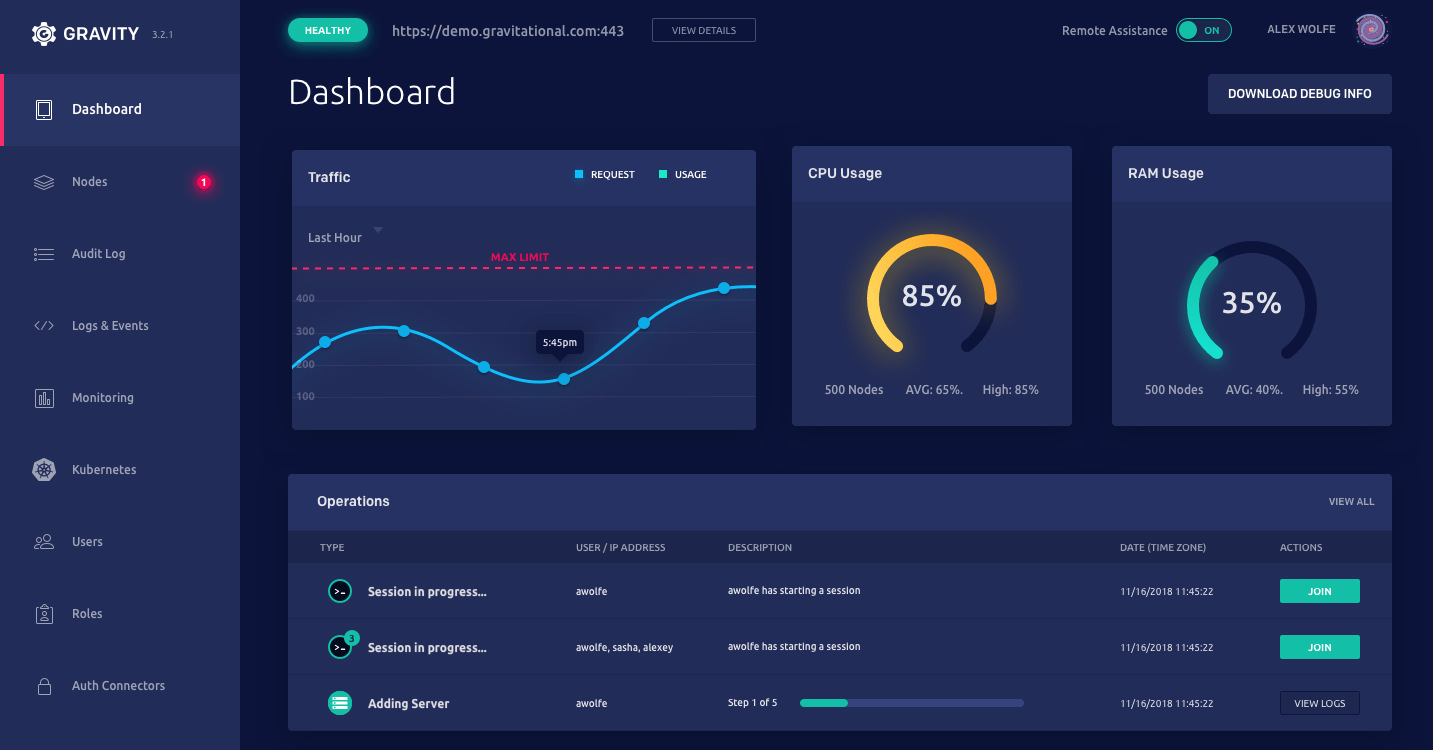 GRAVITY 3.2.1
Dashboard
Nodes 1
Audit Log
Logs & Events
Monitoring
Kubernetes
Users
Roles
Auth Connectors
HEALTHY https://demo.gravitational.com:443 VIEW DETAILS Remote Assistance ON ALEX WOLFE
Dashboard DOWNLOAD DEBUG INFO
Traffic REQUEST USAGE
Last Hour
MAX LIMIT
400
300
5:45pm
200
100
CPU Usage
85%
500 Nodes AVG: 65%. High: 85%
RAM Usage
35%
500 Nodes AVG: 40%. High: 55%
Operations VIEW ALL
TYPE USER / IP ADDRESS DESCRIPTION DATE (TIME ZONE) ACTIONS
>_ Session in progress... awolfe awolfe has starting a session 11/16/2018 11:45:22 JOIN
>_ 3 Session in progress... awolfe, sasha, alexey awolfe has starting a session 11/16/2018 11:45:22 JOIN
Adding Server awolfe Step 1 of 5 11/16/2018 11:45:22 VIEW LOGS